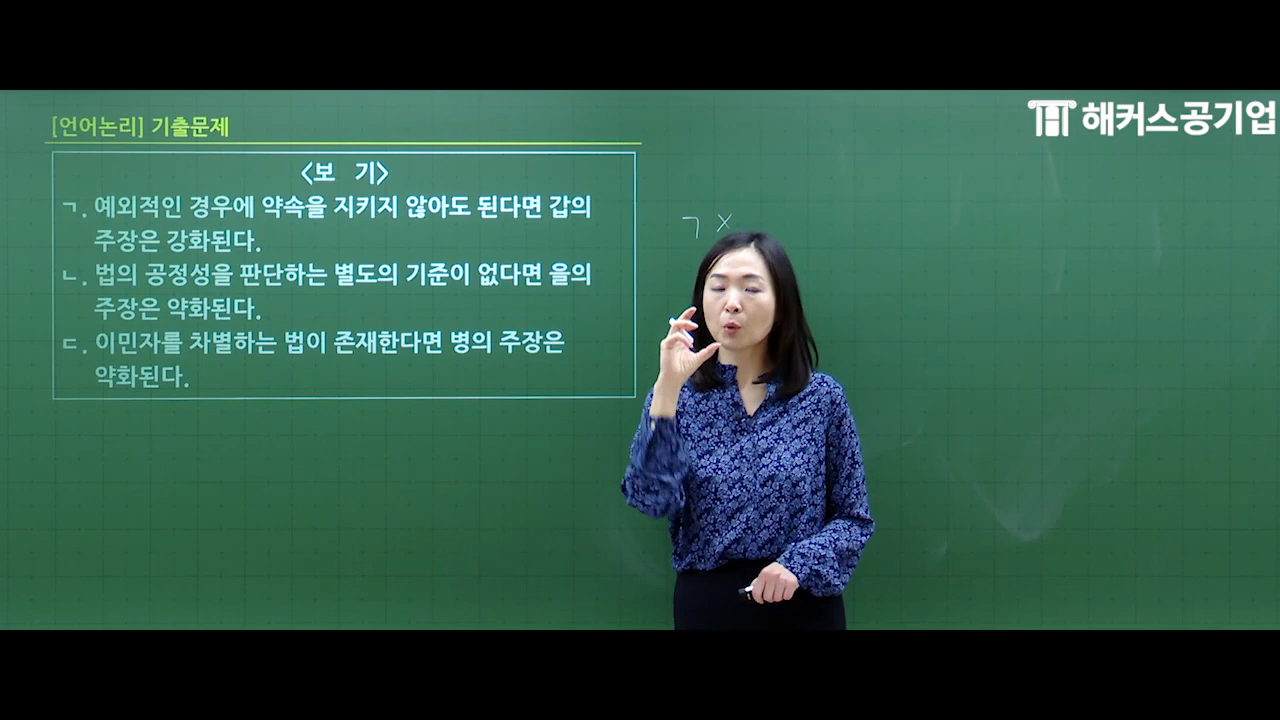 [언어논리] 기출문제
해커스공기업
<보 기>
ㄱ. 예외적인 경우에 약속을 지키지 않아도 된다면 갑의
주장은 강화된다.
ㄴ. 법의 공정성을 판단하는 별도의 기준이 없다면 을의
주장은 약화된다.
ㄷ. 이민자를 차별하는 법이 존재한다면 병의 주장은
약화된다.
ㄱ X